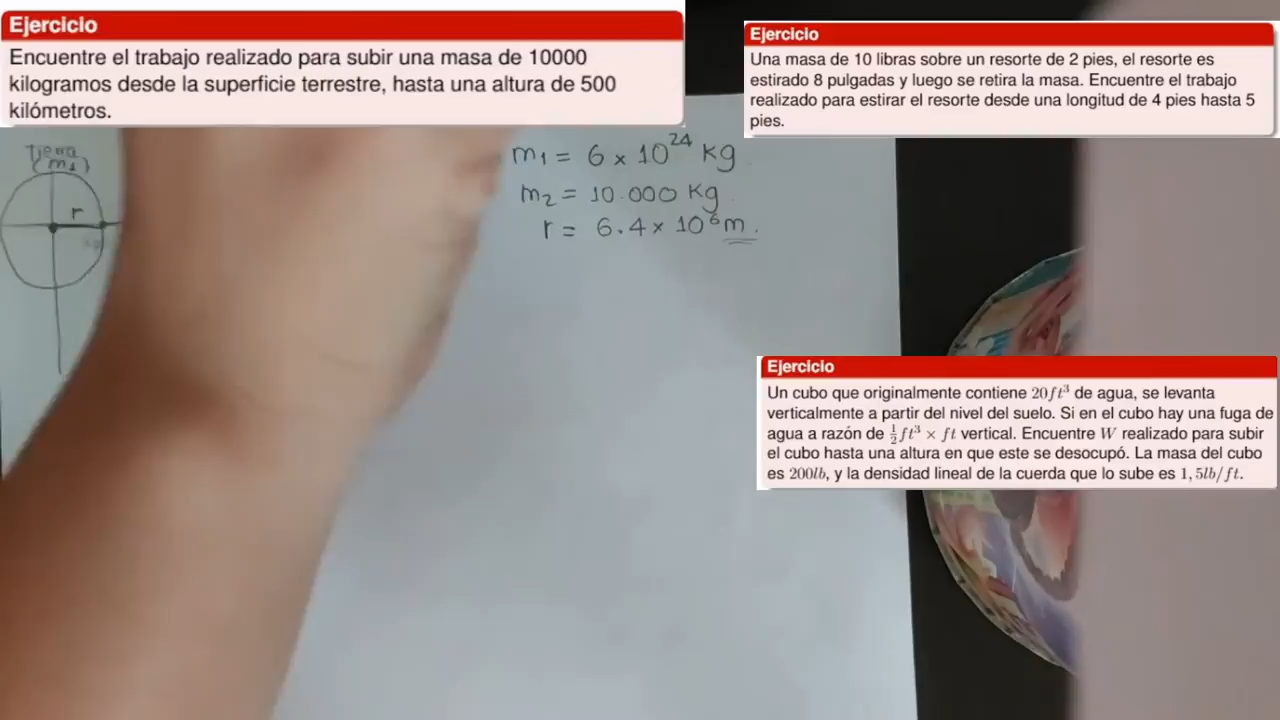 Ejercicio
Encuentre el trabajo realizado para subir una masa de 10000
kilogramos desde la superficie terrestre, hasta una altura de 500
kilómetros.
Ejercicio
Una masa de 10 libras sobre un resorte de 2 pies, el resorte es
estirado 8 pulgadas y luego se retira la masa. Encuentre el trabajo
realizado para estirar el resorte desde una longitud de 4 pies hasta 5
pies.
Tierra
(m₁)
r
m₁ = 6 × 10²⁴ kg
m₂ = 10.000 kg
r = 6.4 × 10⁶ m.
Ejercicio
Un cubo que originalmente contiene 20ft³ de agua, se levanta
verticalmente a partir del nivel del suelo. Si en el cubo hay una fuga de
agua a razón de ½ft³ × ft vertical. Encuentre W realizado para subir
el cubo hasta una altura en que este se desocupó. La masa del cubo
es 200lb, y la densidad lineal de la cuerda que lo sube es 1, 5lb/ft.